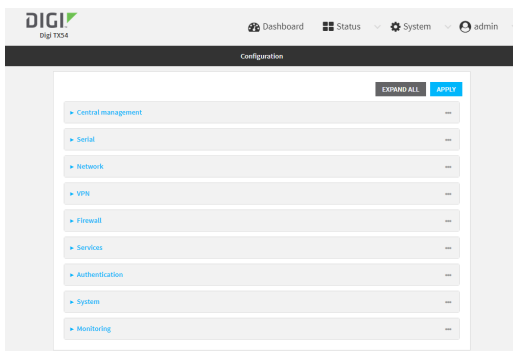 DIGI
Digi TX54
Dashboard Status System admin
Configuration
EXPAND ALL APPLY
Central management
Serial
Network
VPN
Firewall
Services
Authentication
System
Monitoring